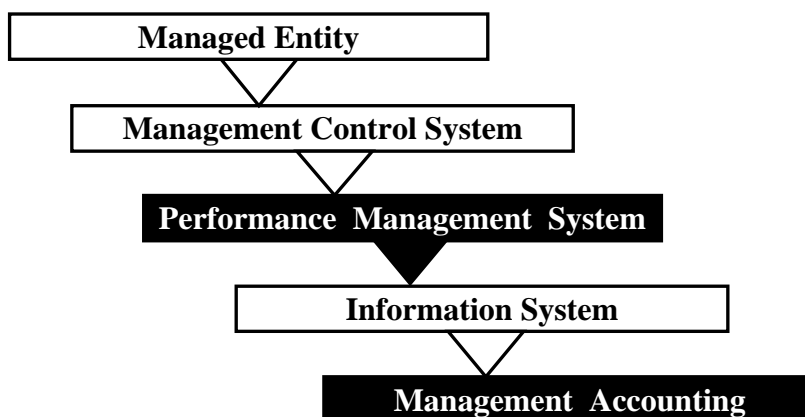 Managed Entity
Management Control System
Performance Management System
Information System
Management Accounting